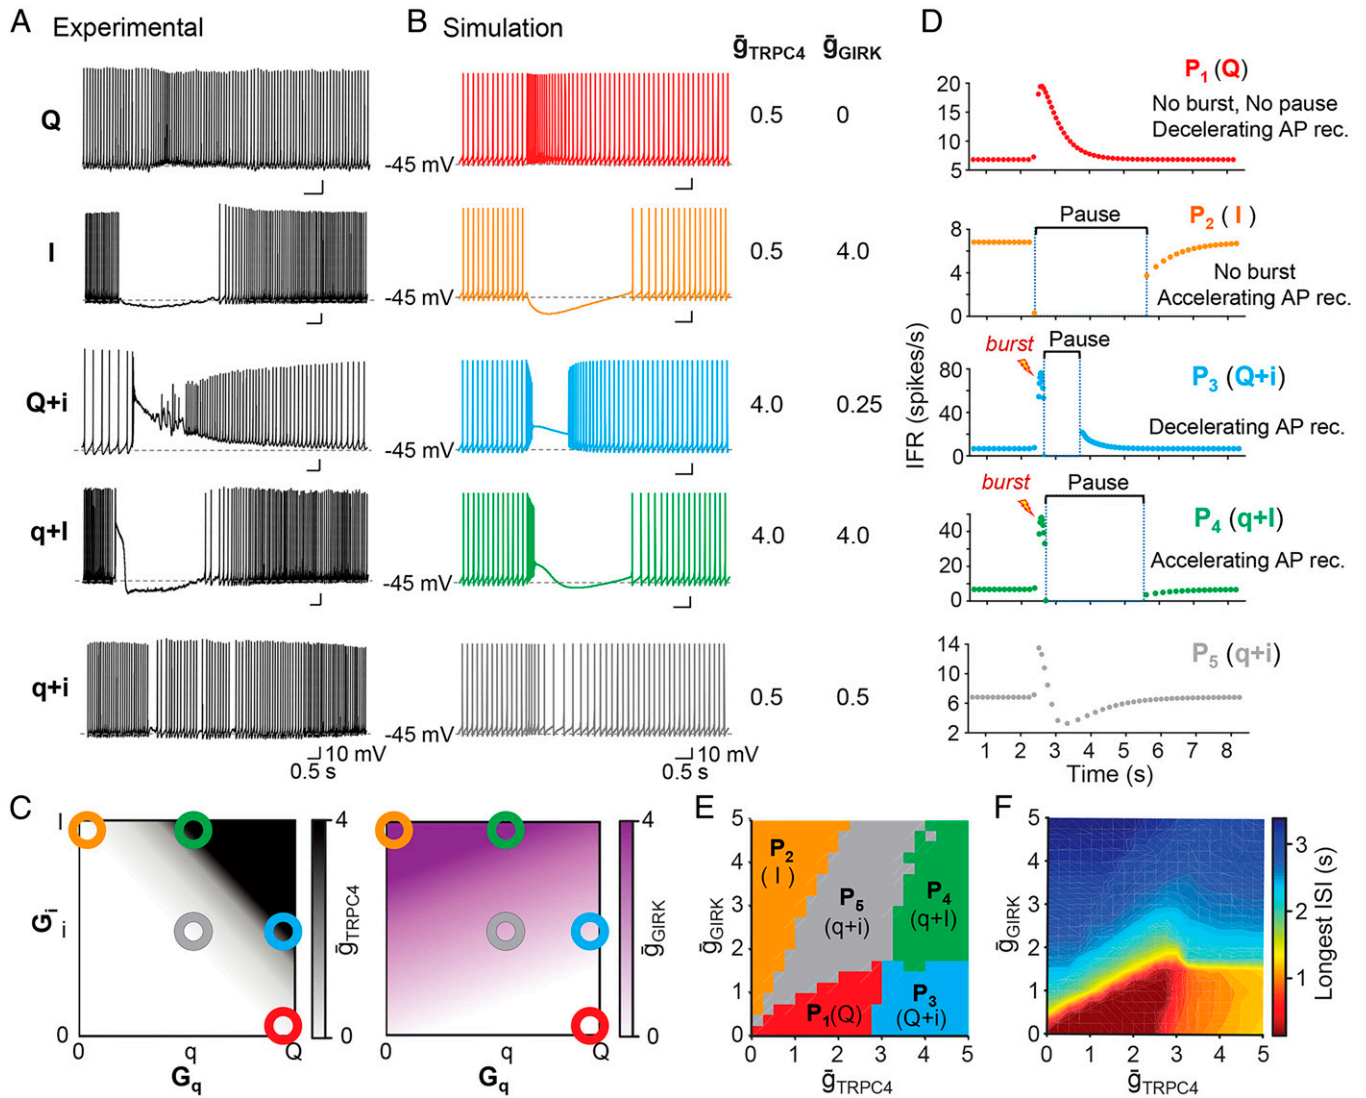 A Experimental B Simulation ḡTRPC4 ḡGIRK D
Q -45 mV 0.5 0
I -45 mV 0.5 4.0
Q+i -45 mV 4.0 0.25
q+I -45 mV 4.0 4.0
q+i -45 mV 0.5 0.5
10 mV
0.5 s
10 mV
0.5 s
P1 (Q)
No burst, No pause
Decelerating AP rec.
20
15
10
5
P2 ( I )
Pause
No burst
Accelerating AP rec.
8
4
0
IFR (spikes/s)
burst
Pause
P3 (Q+i)
Decelerating AP rec.
80
40
0
burst
Pause
P4 (q+I)
Accelerating AP rec.
40
20
0
P5 (q+i)
14
10
6
2
1 2 3 4 5 6 7 8
Time (s)
C
I
Gi
i
0
0 q Q
Gq
4
ḡTRPC4
0
0 q Q
Gq
4
ḡGIRK
0
E
5
4
3
2
1
0
ḡGIRK
P2
( I )
P5
(q+i)
P4
(q+I)
P1(Q)
P3
(Q+i)
0 1 2 3 4 5
ḡTRPC4
F
5
4
3
2
1
0
ḡGIRK
0 1 2 3 4 5
ḡTRPC4
3
2
1
Longest ISI (s)